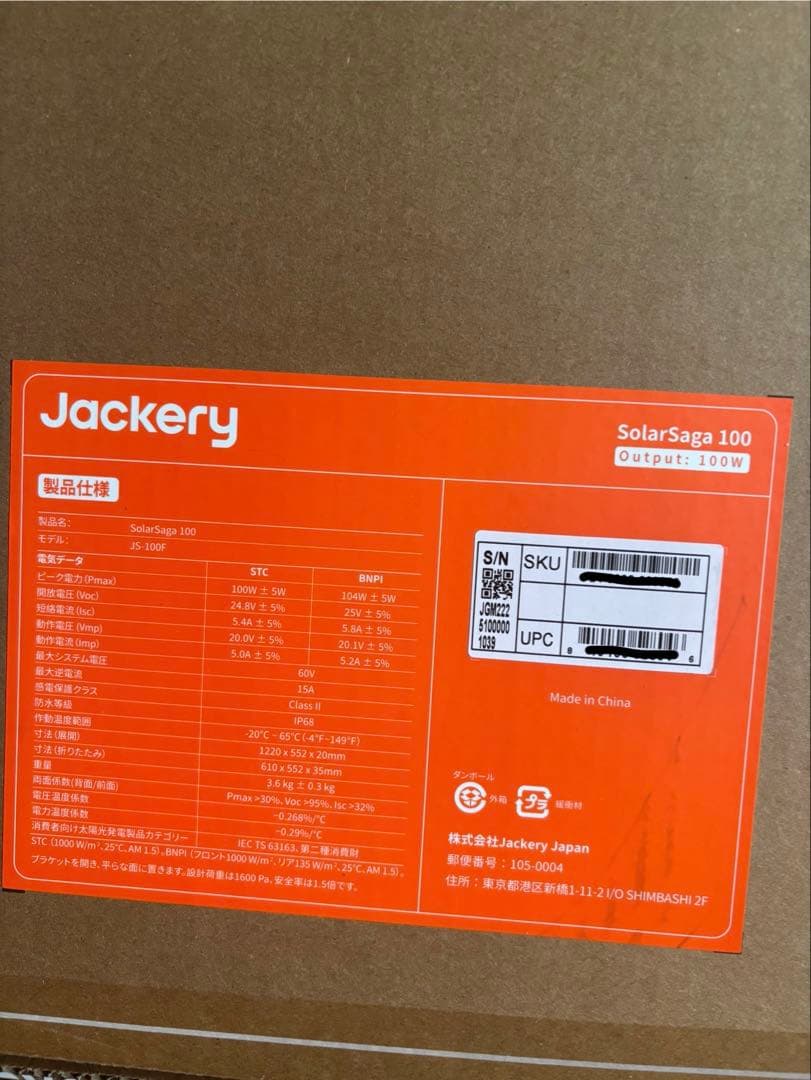 Jackery
SolarSaga 100
Output: 100W
製品仕様
製品名: SolarSaga 100
モデル: JS-100F
電気データ STC BNPI
ピーク電力 (Pmax) 100W ± 5W 104W ± 5W
開放電圧 (Voc) 24.8V ± 5% 25V ± 5%
短絡電流 (Isc) 5.4A ± 5% 5.8A ± 5%
動作電圧 (Vmp) 20.0V ± 5% 20.1V ± 5%
動作電流 (Imp) 5.0A ± 5% 5.2A ± 5%
最大システム電圧 60V
最大逆電流 15A
感電保護クラス Class II
防水等級 IP68
作動温度範囲 -20°C - 65°C (-4°F~149°F)
寸法 (展開) 1220 x 552 x 20mm
寸法 (折りたたみ) 610 x 552 x 35mm
重量 3.6 kg ± 0.3 kg
両面係数(背面/前面) Pmax >30%、Voc >95%、Isc >32%
電圧温度係数 -0.268%/°C
電力温度係数 -0.29%/°C
消費者向け太陽光発電製品カテゴリー IEC TS 63163、第二種消費財
STC (1000 W/m²、25°C、AM 1.5)。BNPI (フロント1000 W/m²、リア135 W/m²、25°C、AM 1.5)。
ブラケットを開き、平らな面に置きます。設計荷重は1600 Pa、安全率は1.5倍です。
S/N
JGM222
5100000
1039
SKU
UPC
8 6
Made in China
ダンボール
外箱
プラ
緩衝材
株式会社Jackery Japan
郵便番号：105-0004
住所：東京都港区新橋1-11-2 I/O SHIMBASHI 2F